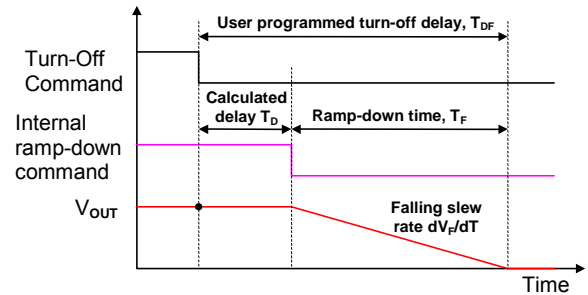 User programmed turn-off delay, TDF
Turn-Off
Command
Calculated
delay TD
Ramp-down time, TF
Internal
ramp-down
command
VOUT
Falling slew
rate dVF/dT
Time